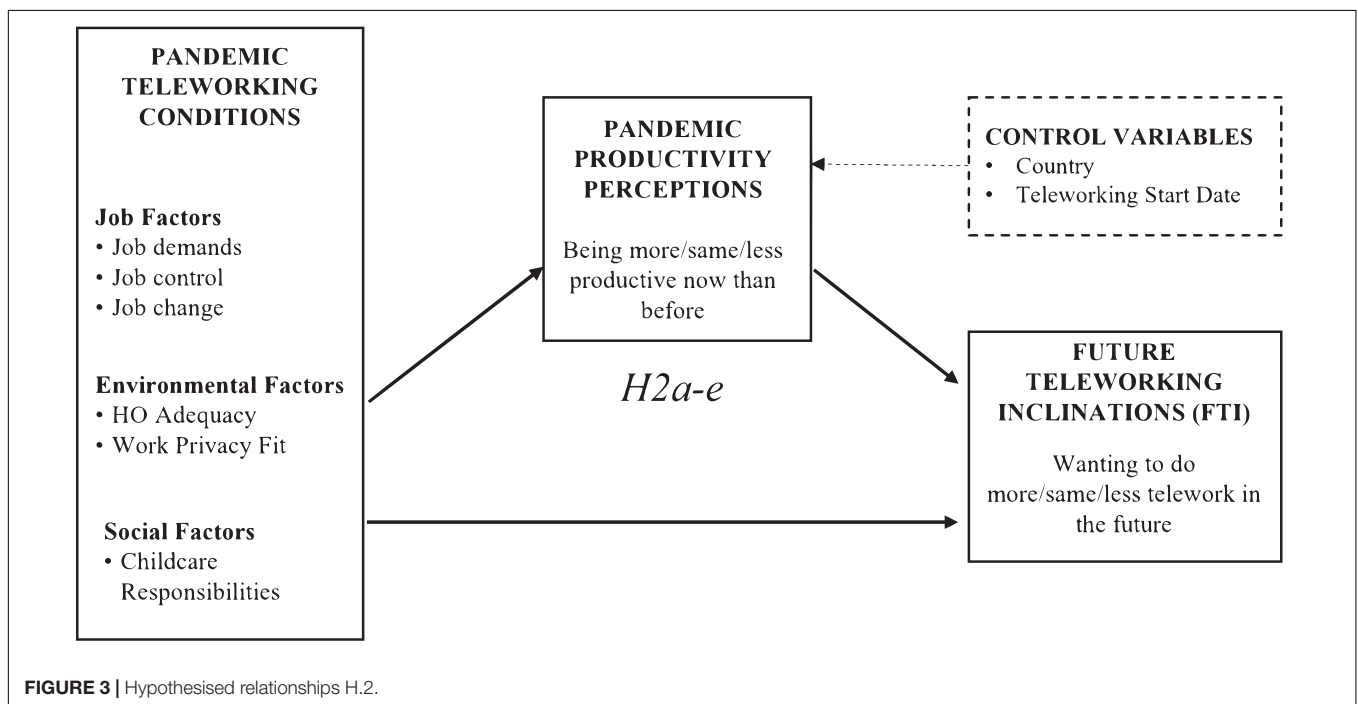 PANDEMIC
TELEWORKING
CONDITIONS
Job Factors
• Job demands
• Job control
• Job change
Environmental Factors
• HO Adequacy
• Work Privacy Fit
Social Factors
• Childcare
Responsibilities
PANDEMIC
PRODUCTIVITY
PERCEPTIONS
Being more/same/less
productive now than
before
H2a-e
CONTROL VARIABLES
• Country
• Teleworking Start Date
FUTURE
TELEWORKING
INCLINATIONS (FTI)
Wanting to do
more/same/less telework in
the future
FIGURE 3 | Hypothesised relationships H.2.